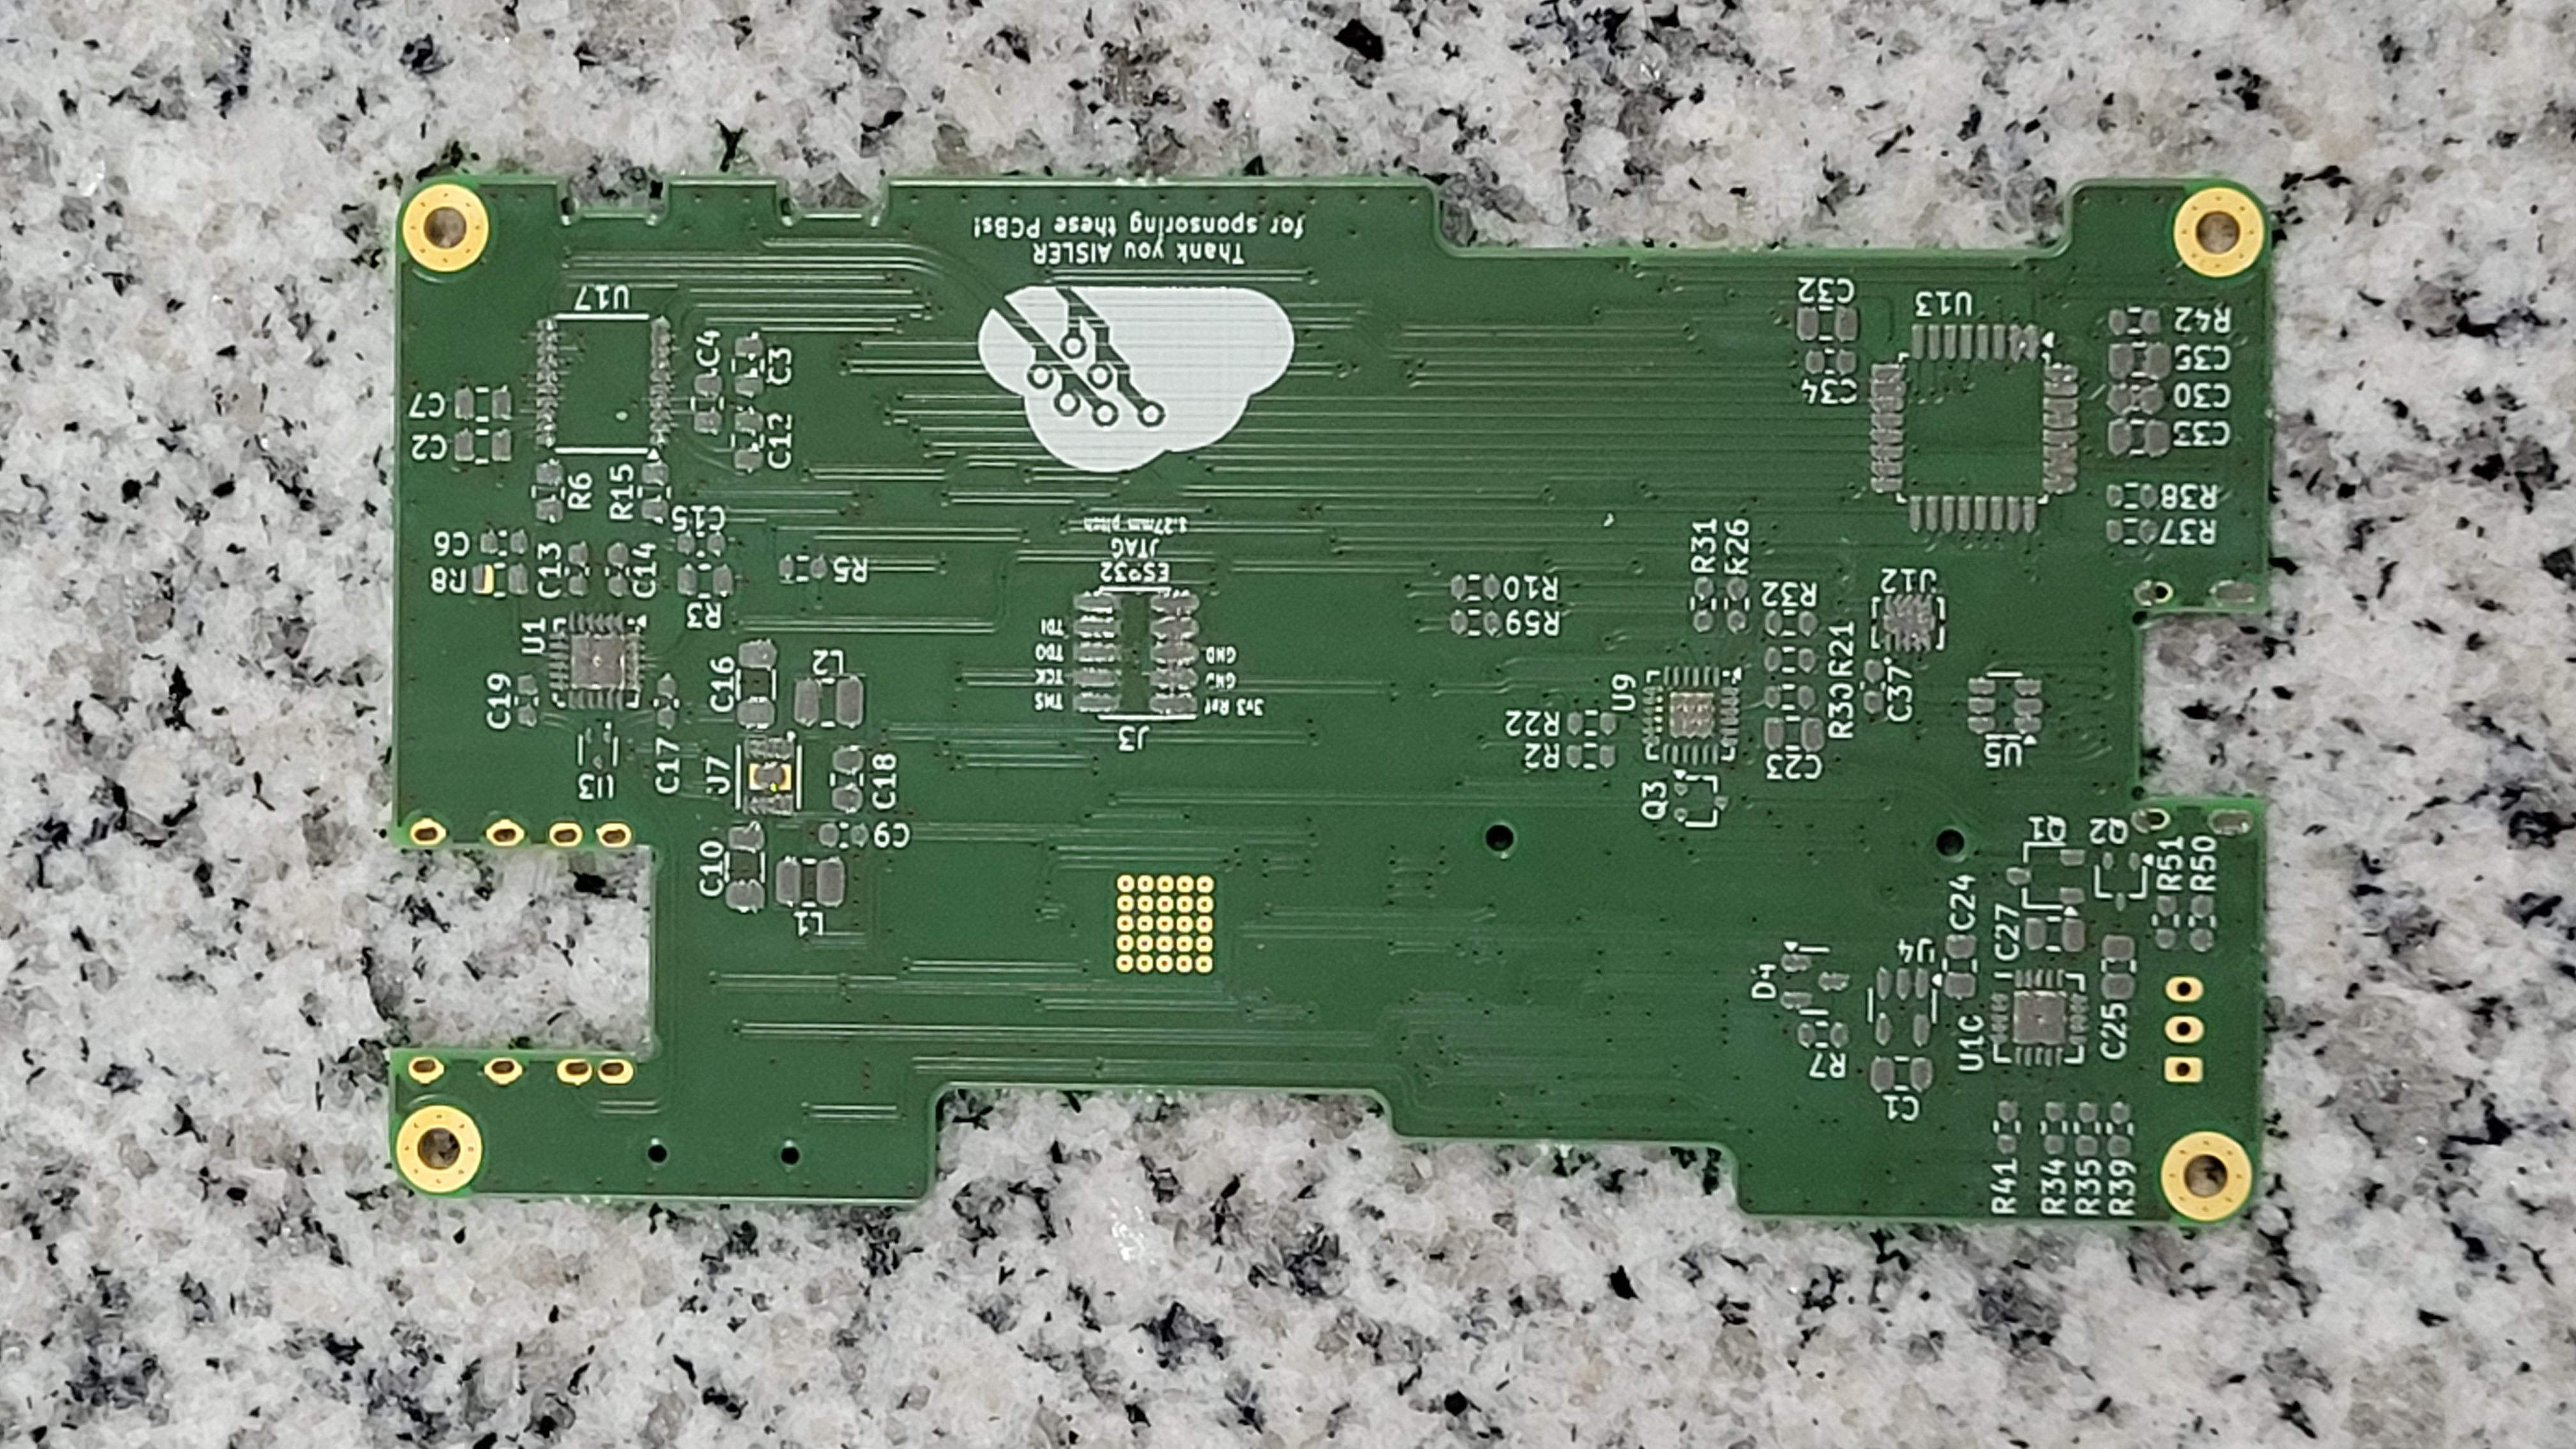 R8
C6
C2
C7
C19
U1
C13
R6
U3
U17
C14
R15
C17
R3
C15
C4
C10
J7
C16
C12
C3
L1
L2
R5
C9
C18
TMS
TCK
TDO
TDI
J3
ESP32
JTAG
1.27mm pitch
3v3 Ref
GND
GND
Thank you AISLER
for sponsoring these PCBs!
R59
R10
R2
R22
U9
Q3
R31
R26
D4
C23
R32
R7
R30
R21
C34
C32
C37
J12
C1
J4
U13
C24
U10
U5
R41
C27
Q1
R34
R35
R39
C25
Q2
R51
R50
R37
R38
C33
C30
C35
R42